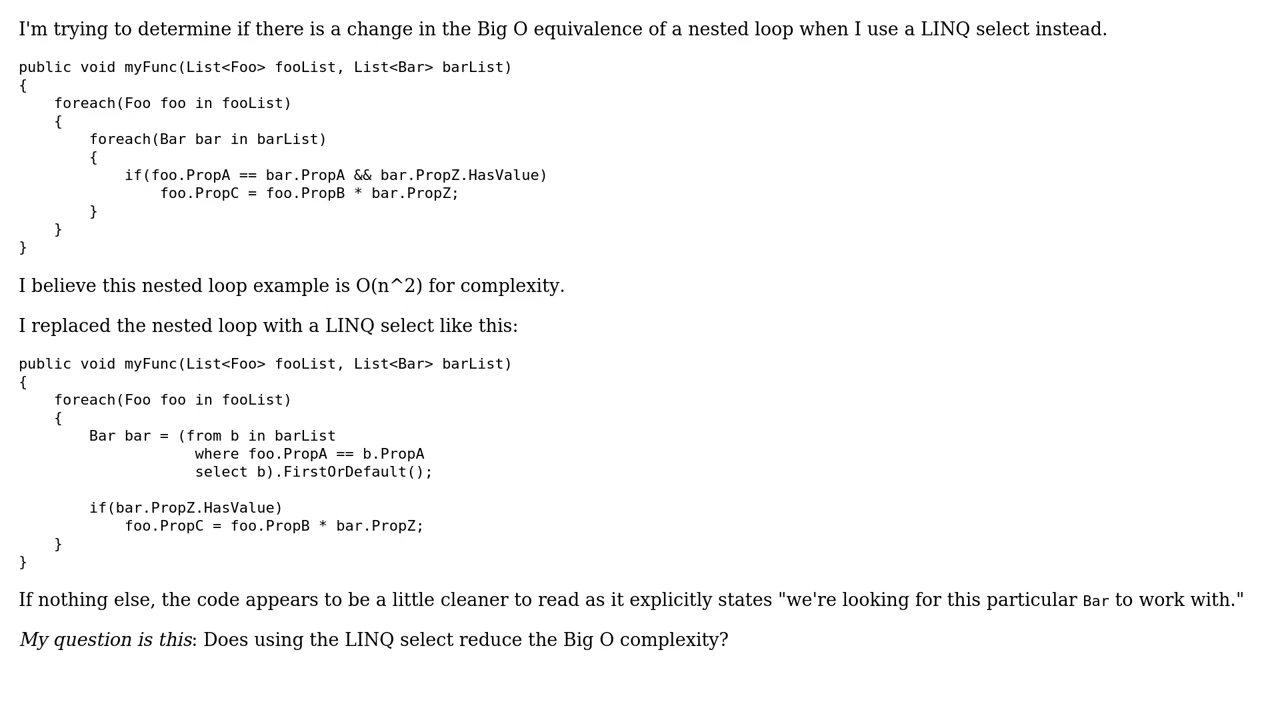 I'm trying to determine if there is a change in the Big O equivalence of a nested loop when I use a LINQ select instead.
public void myFunc(List<Foo> fooList, List<Bar> barList)
{
    foreach(Foo foo in fooList)
    {
        foreach(Bar bar in barList)
        {
            if(foo.PropA == bar.PropA && bar.PropZ.HasValue)
                foo.PropC = foo.PropB * bar.PropZ;
        }
    }
}
I believe this nested loop example is O(n^2) for complexity.
I replaced the nested loop with a LINQ select like this:
public void myFunc(List<Foo> fooList, List<Bar> barList)
{
    foreach(Foo foo in fooList)
    {
        Bar bar = (from b in barList
                    where foo.PropA == b.PropA
                    select b).FirstOrDefault();
        if(bar.PropZ.HasValue)
            foo.PropC = foo.PropB * bar.PropZ;
    }
}
If nothing else, the code appears to be a little cleaner to read as it explicitly states "we're looking for this particular Bar to work with."
My question is this: Does using the LINQ select reduce the Big O complexity?